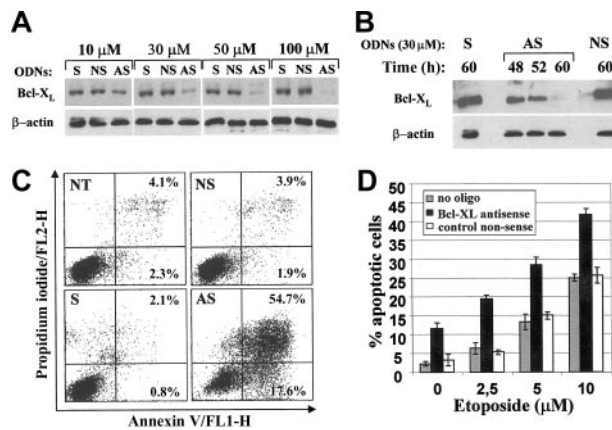 A
10 μM 30 μM 50 μM 100 μM
ODNs: S NS AS S NS AS S NS AS S NS AS
Bcl-XL
β-actin
B
ODNs (30 μM): S AS NS
Time (h): 60 48 52 60 60
Bcl-XL
β-actin
C
NT 4.1% NS 3.9%
2.3% 1.9%
S 2.1% AS 54.7%
0.8% 17.6%
Propidium iodide/FL2-H
Annexin V/FL1-H
D
50
45
40
35
30
25
20
15
10
5
0
% apoptotic cells
no oligo
Bcl-XL antisense
control non-sense
0 2,5 5 10
Etoposide (μM)